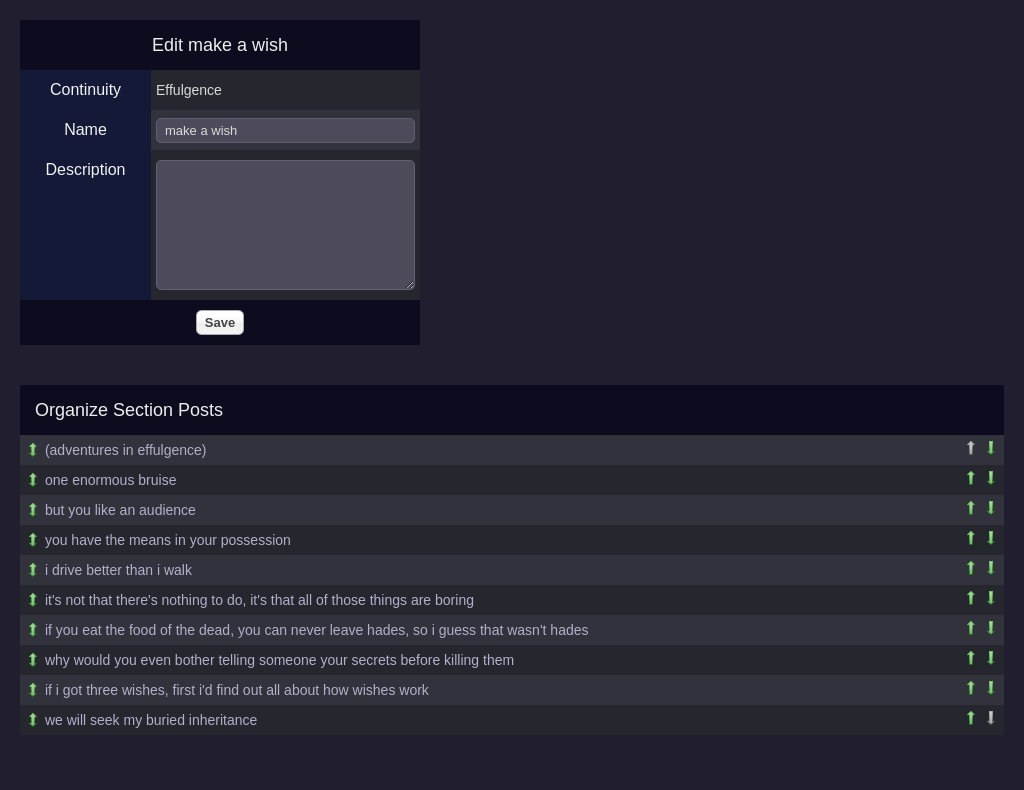 Edit make a wish
Continuity
Effulgence
Name
make a wish
Description
Save
Organize Section Posts
(adventures in effulgence)
one enormous bruise
but you like an audience
you have the means in your possession
i drive better than i walk
it's not that there's nothing to do, it's that all of those things are boring
if you eat the food of the dead, you can never leave hades, so i guess that wasn't hades
why would you even bother telling someone your secrets before killing them
if i got three wishes, first i'd find out all about how wishes work
we will seek my buried inheritance